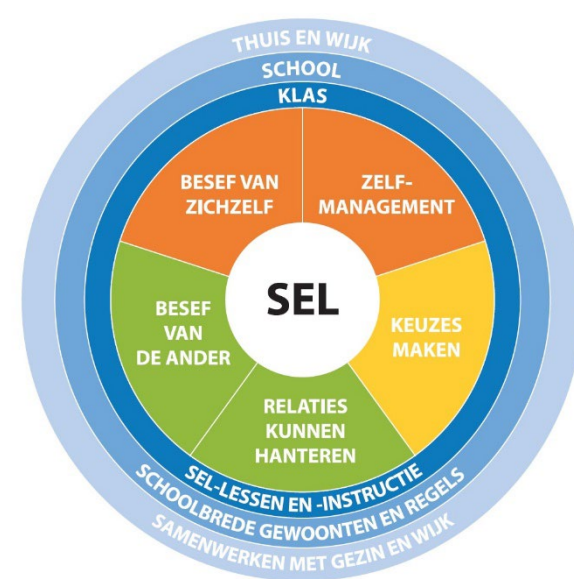 THUIS EN WIJK
SCHOOL
KLAS
BESEF VAN
ZICHZELF
ZELF-
MANAGEMENT
SEL
BESEF
VAN
DE ANDER
KEUZES
MAKEN
RELATIES
KUNNEN
HANTEREN
SEL-LESSEN EN -INSTRUCTIE
SCHOOLBREDE GEWOONTEN EN REGELS
SAMENWERKEN MET GEZIN EN WIJK